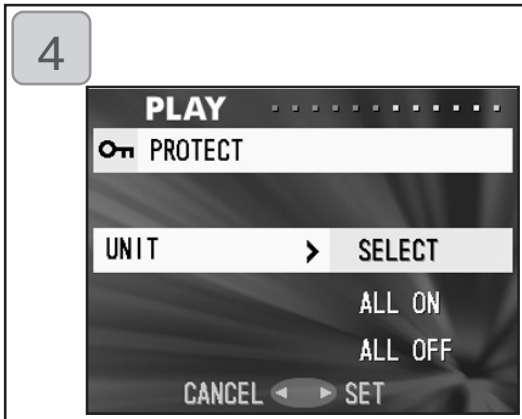 4
PLAY
PROTECT
UNIT > SELECT
ALL ON
ALL OFF
CANCEL ◄ ► SET